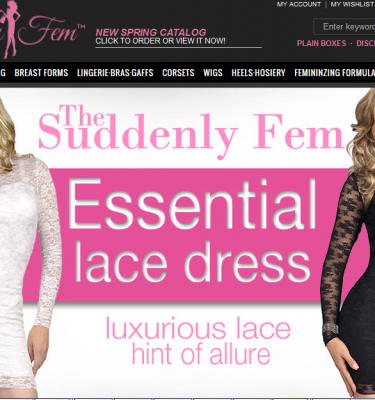 MY ACCOUNT | MY WISHLIST
Fem™
NEW SPRING CATALOG
CLICK TO ORDER OR VIEW IT NOW!
Enter keywor
PLAIN BOXES · DISC
G BREAST FORMS LINGERIE-BRAS-GAFFS CORSETS WIGS HEELS-HOSIERY FEMININZING FORMULA
The
Suddenly Fem
Essential
lace dress
luxurious lace
hint of allure